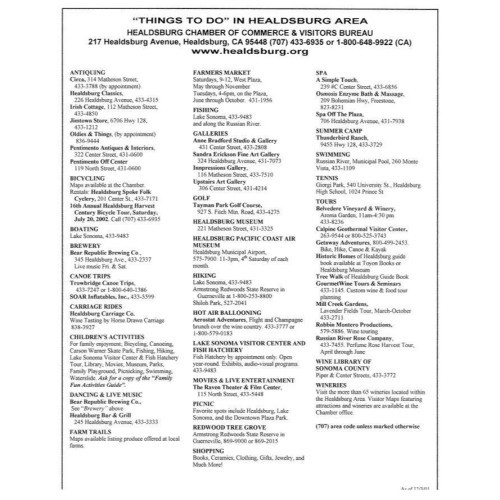 "THINGS TO DO" IN HEALDSBURG AREA
HEALDSBURG CHAMBER OF COMMERCE & VISITORS BUREAU
217 Healdsburg Avenue, Healdsburg, CA 95448 (707) 433-6935 or 1-800-648-9922 (CA)
www.healdsburg.org
ANTIQUING
Circa, 314 Matheson Street,
433-3788 (by appointment)
Healdsburg Classics,
226 Healdsburg Avenue, 433-4315
Irish Cottage, 112 Matheson Street,
433-4850
Jimtown Store, 6706 Hwy 128,
433-1212
Oldies & Things, (by appointment)
836-9444
Pentimento Antiques & Interiors,
322 Center Street, 431-0600
Pentimento Off Center
119 North Street, 431-0600
BICYCLING
Maps available at the Chamber.
Rentals: Healdsburg Spoke Folk
Cyclery, 201 Center St., 433-7171
16th Annual Healdsburg Harvest
Century Bicycle Tour, Saturday,
July 20, 2002. Call (707) 433-6935
BOATING
Lake Sonoma, 433-9483
BREWERY
Bear Republic Brewing Co.,
345 Healdsburg Ave., 433-2337
Live music Fri. & Sat.
CANOE TRIPS
Trowbridge Canoe Trips,
433-7247 or 1-800-640-1386
SOAR Inflatables, Inc., 433-5599
CARRIAGE RIDES
Healdsburg Carriage Co.
Wine Tasting by Horse Drawn Carriage
838-3927
CHILDREN'S ACTIVITIES
For family enjoyment; Bicycling, Canoeing,
Carson Warner Skate Park, Fishing, Hiking,
Lake Sonoma Visitor Center & Fish Hatchery
Tour, Library, Movies, Museum, Parks,
Family Playground, Picnicking, Swimming,
Waterslide. Ask for a copy of the "Family
Fun Activities Guide".
DANCING & LIVE MUSIC
Bear Republic Brewing Co.,
See "Brewery" above
Healdsburg Bar & Grill
245 Healdsburg Avenue, 433-3333
FARM TRAILS
Maps available listing produce offered at local
farms.
FARMERS MARKET
Saturdays, 9-12, West Plaza,
May through November
Tuesdays, 4-6pm, on the Plaza,
June through October. 431-1956
FISHING
Lake Sonoma, 433-9483
and along the Russian River.
GALLERIES
Anne Bradford Studio & Gallery
431 Center Street, 433-2808
Sandra Erickson Fine Art Gallery
324 Healdsburg Avenue, 431-7073
Innpressions Gallery,
116 Matheson Street, 433-7510
Upstairs Art Gallery
306 Center Street, 431-4214
GOLF
Tayman Park Golf Course,
927 S. Fitch Mtn. Road, 433-4275
HEALDSBURG MUSEUM
221 Matheson Street, 431-3325
HEALDSBURG PACIFIC COAST AIR
MUSEUM
Healdsburg Municipal Airport,
575-7900. 11-3pm, 4th Saturday of each
month.
HIKING
Lake Sonoma, 433-9483
Armstrong Redwoods State Reserve in
Guerneville at 1-800-253-8800
Shiloh Park, 527-2041
HOT AIR BALLOONING
Aerostat Adventures, Flight and Champagne
brunch over the wine country. 433-3777 or
1-800-579-0183
LAKE SONOMA VISITOR CENTER AND
FISH HATCHERY
Fish Hatchery by appointment only. Open
year-round. Exhibits, audio-visual programs.
433-9483
MOVIES & LIVE ENTERTAINMENT
The Raven Theater & Film Center,
115 North Street, 433-5448
PICNIC
Favorite spots include Healdsburg, Lake
Sonoma, and the Downtown Plaza Park.
REDWOOD TREE GROVE
Armstrong Redwoods State Reserve in
Guerneville, 869-9000 or 869-2015
SHOPPING
Books, Ceramics, Clothing, Gifts, Jewelry, and
Much More!
SPA
A Simple Touch,
239 #C Center Street, 433-6856
Osmosis Enzyme Bath & Massage,
209 Bohemian Hwy, Freestone,
823-8231
Spa Off The Plaza,
706 Healdsburg Avenue, 431-7938
SUMMER CAMP
Thunderbird Ranch,
9455 Hwy 128, 433-3729
SWIMMING
Russian River, Municipal Pool, 260 Monte
Vista, 433-1109
TENNIS
Giorgi Park, 540 University St., Healdsburg
High School, 1024 Prince St
TOURS
Belvedere Vineyard & Winery,
Aroma Garden, 11am-4:30 pm
433-8236
Calpine Geothermal Visitor Center,
263-9544 or 800-525-3743
Getaway Adventures, 800-499-2453
Bike, Hike, Canoe & Kayak
Historic Homes of Healdsburg guide
book available at Toyon Books or
Healdsburg Museum
Tree Walk of Healdsburg Guide Book
GourmetWine Tours & Seminars
433-1145. Custom wine & food tour
planning
Mill Creek Gardens,
Lavender Fields Tour, March-October
433-2711
Robbin Montero Productions,
579-5886. Wine touring
Russian River Rose Company,
433-7455. Perfume Rose Harvest Tour,
April through June
WINE LIBRARY OF
SONOMA COUNTY
Piper & Center Streets, 433-3772
WINERIES
Visit the more than 65 wineries located within
the Healdsburg Area. Visitor Maps featuring
attractions and wineries are available at the
Chamber office.
(707) area code unless marked otherwise